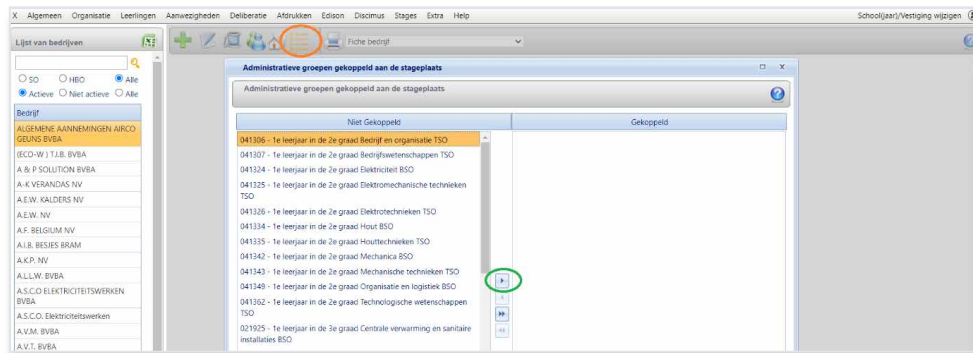 X Algemeen Organisatie Leerlingen Aanwezigheden Deliberatie Afdrukken Edison Discimus Stages Extra Help School(jaar)/Vestiging wijzigen
Lijst van bedrijven
Fiche bedrijf
SO HBO Alle
Actieve Niet actieve Alle
Bedrijf
ALGEMENE AANNEMINGEN AIRCO
GEUNS BVBA
(ECO-W ) T.I.B. BVBA
A & P SOLUTION BVBA
A-K VERANDAS NV
A.E.W. KALDERS NV
A.E.W. NV
A.F. BELGIUM NV
A.I.B. BESJES BRAM
A.K.P. NV
A.L.L.W. BVBA
A.S.C.O ELEKTRICITEITSWERKEN
BVBA
A.S.C.O. Elektriciteitswerken
A.V.M. BVBA
A.V.T. BVBA
Administratieve groepen gekoppeld aan de stageplaats X
Administratieve groepen gekoppeld aan de stageplaats
Niet Gekoppeld
Gekoppeld
041306 - 1e leerjaar in de 2e graad Bedrijf en organisatie TSO
041307 - 1e leerjaar in de 2e graad Bedrijfswetenschappen TSO
041324 - 1e leerjaar in de 2e graad Elektriciteit BSO
041325 - 1e leerjaar in de 2e graad Elektromechanische technieken
TSO
041326 - 1e leerjaar in de 2e graad Elektrotechnieken TSO
041334 - 1e leerjaar in de 2e graad Hout BSO
041335 - 1e leerjaar in de 2e graad Houttechnieken TSO
041342 - 1e leerjaar in de 2e graad Mechanica BSO
041343 - 1e leerjaar in de 2e graad Mechanische technieken TSO
041349 - 1e leerjaar in de 2e graad Organisatie en logistiek BSO
041362 - 1e leerjaar in de 2e graad Technologische wetenschappen
TSO
021925 - 1e leerjaar in de 3e graad Centrale verwarming en sanitaire
installaties BSO